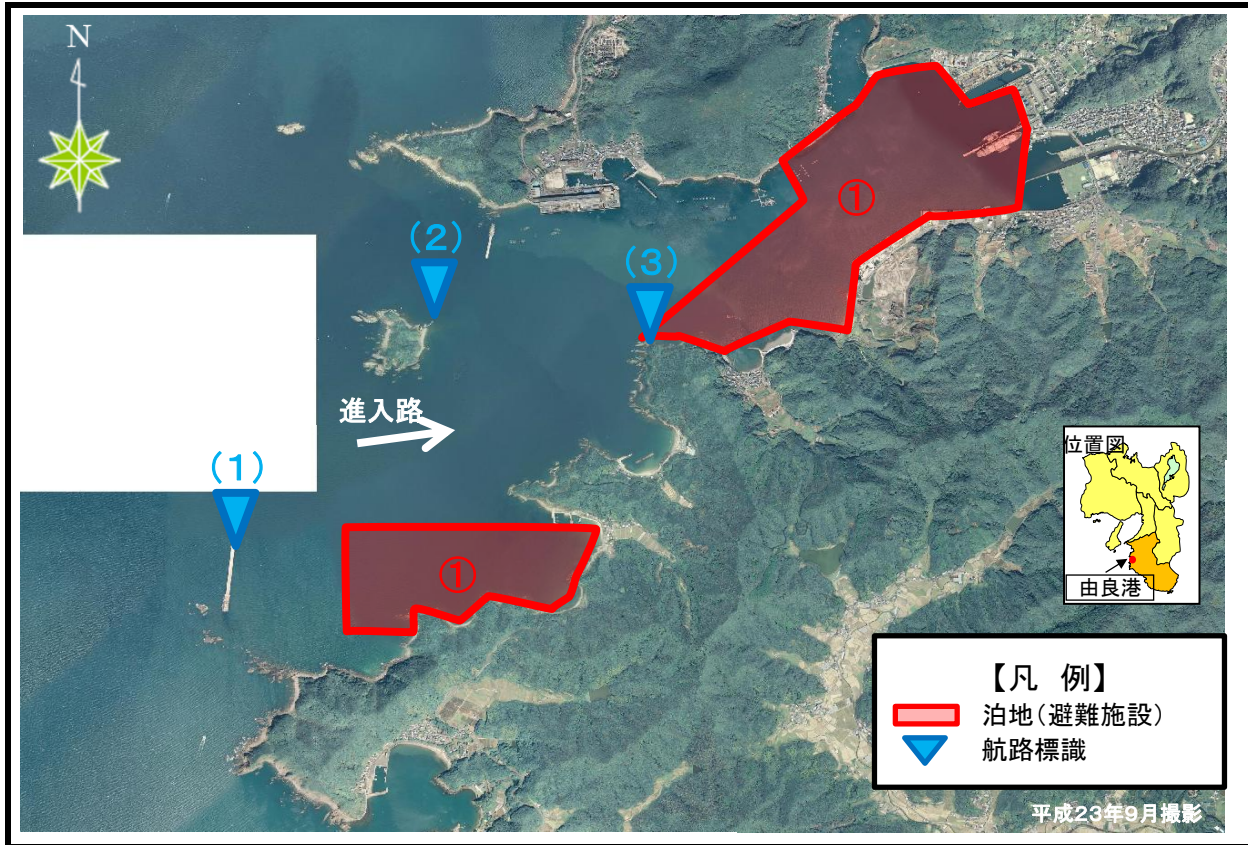 N
(2)
(3)
①
進入路
(1)
①
位置図
由良港
【凡 例】
泊地(避難施設)
航路標識
平成23年9月撮影